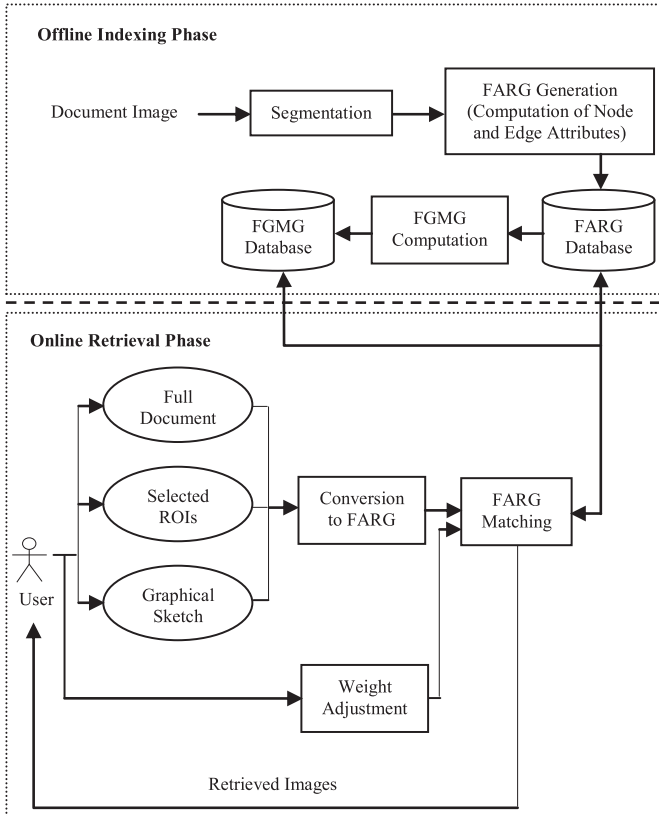 Offline Indexing Phase
Document Image
Segmentation
FARG Generation
(Computation of Node
and Edge Attributes)
FGMG
Database
FGMG
Computation
FARG
Database
Online Retrieval Phase
Full
Document
Selected
ROIs
Graphical
Sketch
User
Conversion
to FARG
FARG
Matching
Weight
Adjustment
Retrieved Images